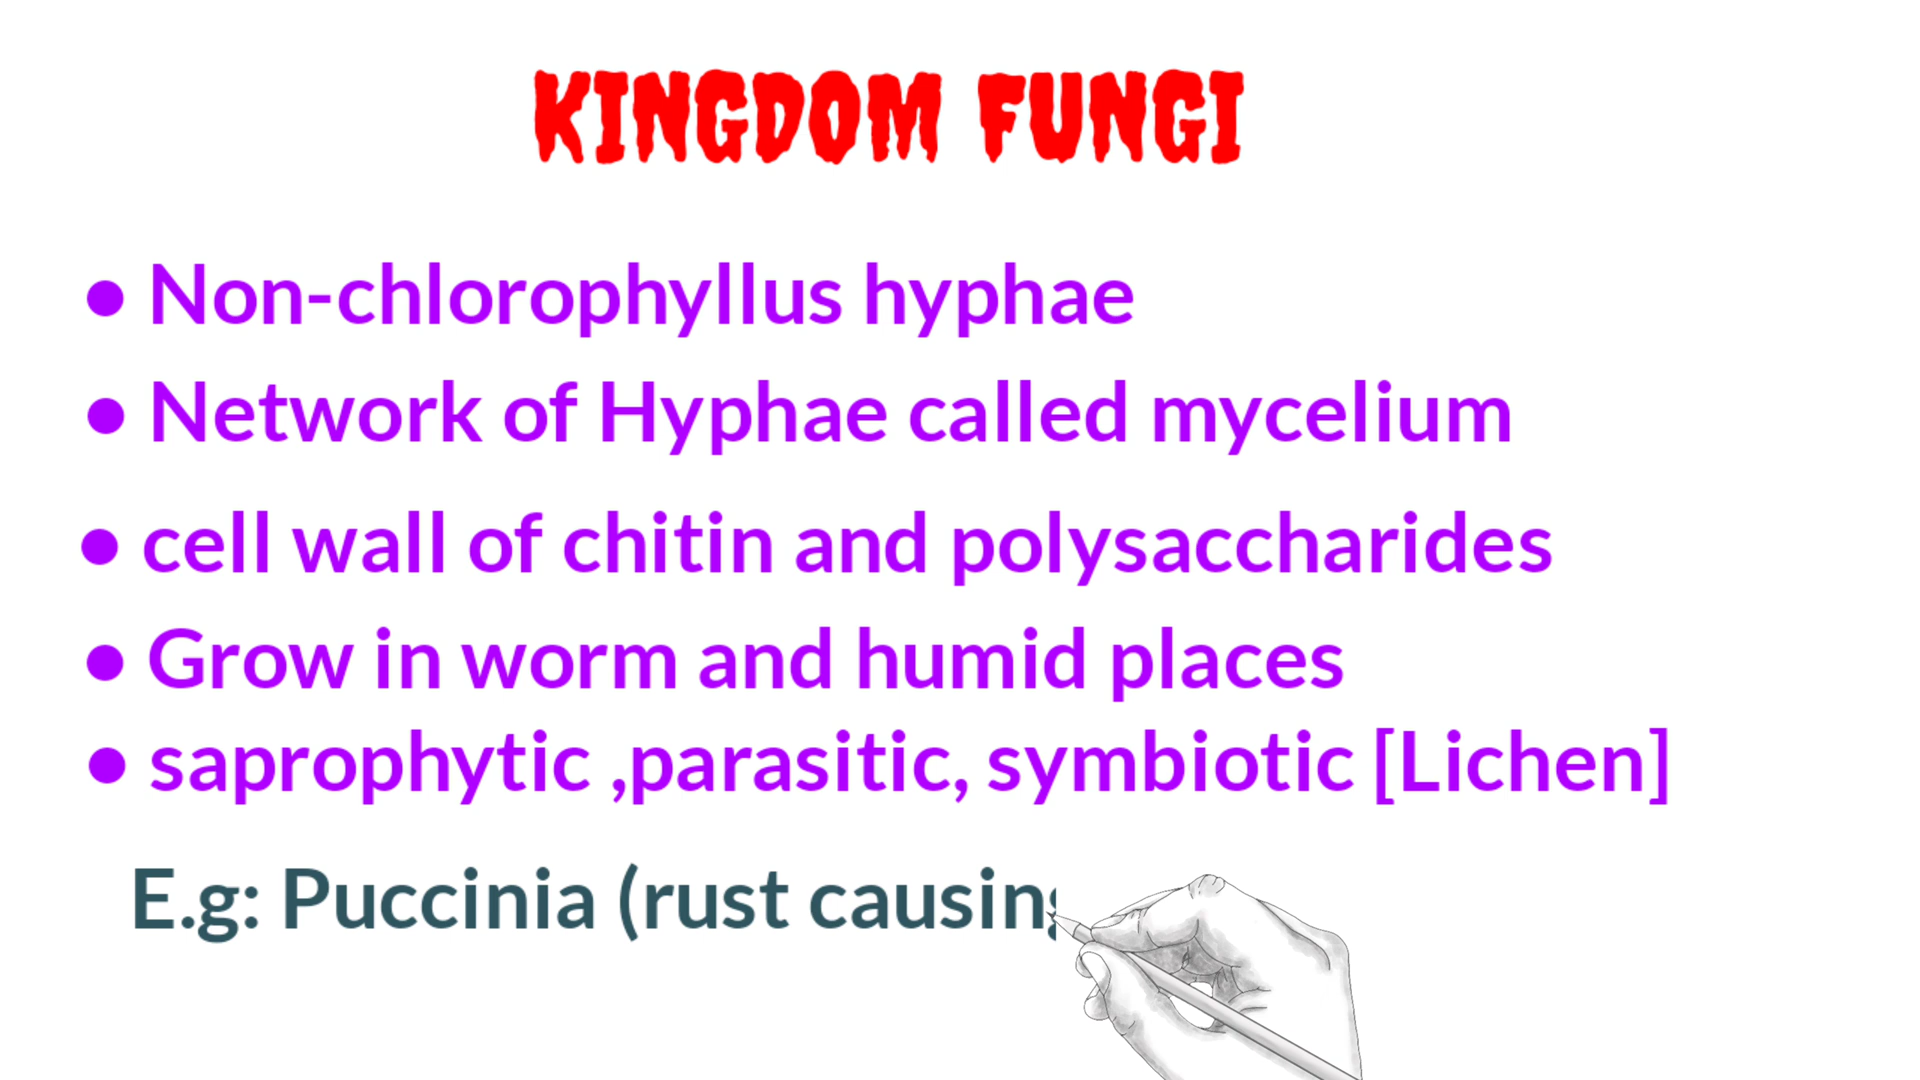 KINGDOM FUNGI
• Non-chlorophyllus hyphae
• Network of Hyphae called mycelium
• cell wall of chitin and polysaccharides
• Grow in worm and humid places
• saprophytic ,parasitic, symbiotic [Lichen]
E.g: Puccinia (rust causing